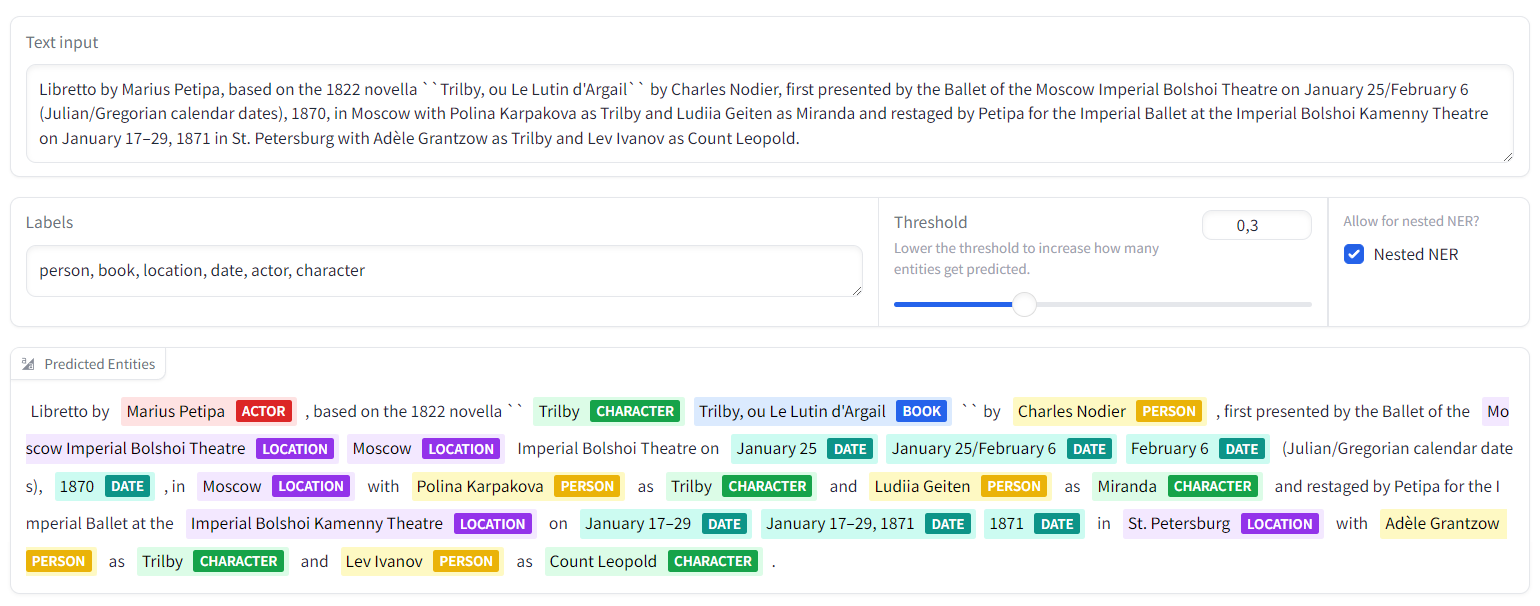 Text input
Libretto by Marius Petipa, based on the 1822 novella ``Trilby, ou Le Lutin d'Argail`` by Charles Nodier, first presented by the Ballet of the Moscow Imperial Bolshoi Theatre on January 25/February 6
(Julian/Gregorian calendar dates), 1870, in Moscow with Polina Karpakova as Trilby and Ludiia Geiten as Miranda and restaged by Petipa for the Imperial Ballet at the Imperial Bolshoi Kamenny Theatre
on January 17–29, 1871 in St. Petersburg with Adèle Grantzow as Trilby and Lev Ivanov as Count Leopold.
Labels
person, book, location, date, actor, character
Threshold
0,3
Lower the threshold to increase how many
entities get predicted.
Allow for nested NER?
Nested NER
Predicted Entities
Libretto by Marius Petipa ACTOR , based on the 1822 novella `` Trilby CHARACTER Trilby, ou Le Lutin d'Argail BOOK `` by Charles Nodier PERSON , first presented by the Ballet of the Mo
scow Imperial Bolshoi Theatre LOCATION Moscow LOCATION Imperial Bolshoi Theatre on January 25 DATE January 25/February 6 DATE February 6 DATE (Julian/Gregorian calendar date
s), 1870 DATE , in Moscow LOCATION with Polina Karpakova PERSON as Trilby CHARACTER and Ludiia Geiten PERSON as Miranda CHARACTER and restaged by Petipa for the I
mperial Ballet at the Imperial Bolshoi Kamenny Theatre LOCATION on January 17–29 DATE January 17–29, 1871 DATE 1871 DATE in St. Petersburg LOCATION with Adèle Grantzow
PERSON as Trilby CHARACTER and Lev Ivanov PERSON as Count Leopold CHARACTER .